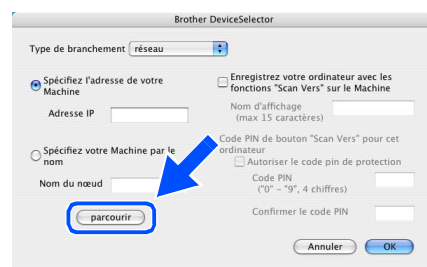 Brother DeviceSelector
Type de branchement réseau
Spécifiez l'adresse de votre
Machine
Adresse IP
Spécifiez votre Machine par le
nom
Nom du nœud
parcourir
Enregistrez votre ordinateur avec les
fonctions "Scan Vers" sur le Machine
Nom d'affichage
(max 15 caractères)
Code PIN de bouton "Scan Vers" pour cet
ordinateur
Autoriser le code pin de protection
Code PIN
("0" – "9", 4 chiffres)
Confirmer le code PIN
Annuler OK